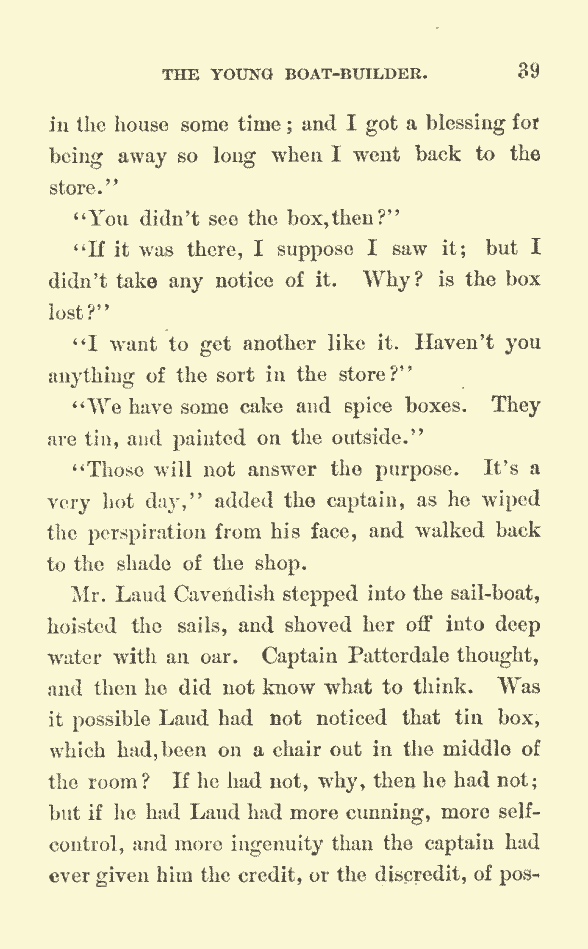 THE YOUNG BOAT-BUILDER. 39
in the house some time; and I got a blessing for
being away so long when I went back to the
store."
"You didn't see the box, then?"
"If it was there, I suppose I saw it; but I
didn't take any notice of it. Why? is the box
lost?"
"I want to get another like it. Haven't you
anything of the sort in the store?"
"We have some cake and spice boxes. They
are tin, and painted on the outside."
"Those will not answer the purpose. It's a
very hot day," added the captain, as he wiped
the perspiration from his face, and walked back
to the shade of the shop.
Mr. Laud Cavendish stepped into the sail-boat,
hoisted the sails, and shoved her off into deep
water with an oar. Captain Patterdale thought,
and then he did not know what to think. Was
it possible Laud had not noticed that tin box,
which had, been on a chair out in the middle of
the room? If he had not, why, then he had not;
but if he had Laud had more cunning, more self-
control, and more ingenuity than the captain had
ever given him the credit, or the discredit, of pos-